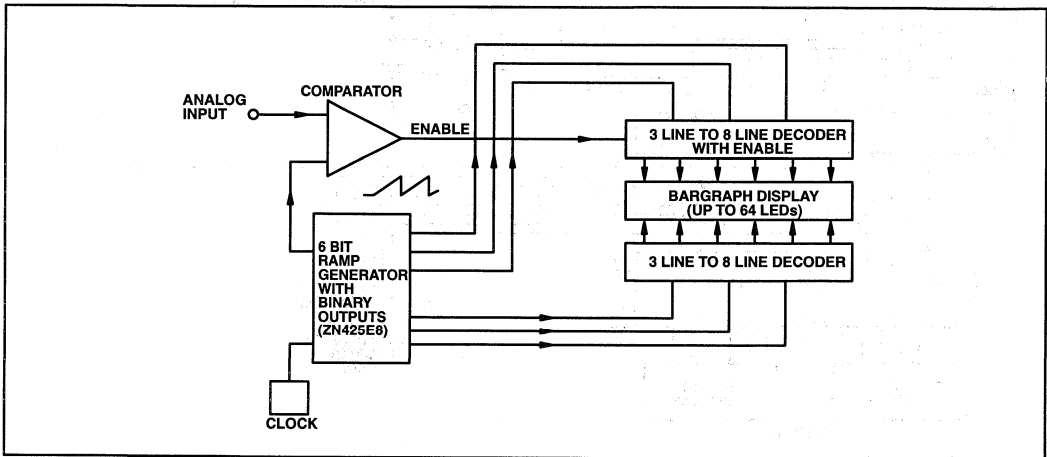 COMPARATOR
ANALOG
INPUT
ENABLE
3 LINE TO 8 LINE DECODER
WITH ENABLE
BARGRAPH DISPLAY
(UP TO 64 LEDs)
3 LINE TO 8 LINE DECODER
6 BIT
RAMP
GENERATOR
WITH
BINARY
OUTPUTS
(ZN425E8)
CLOCK